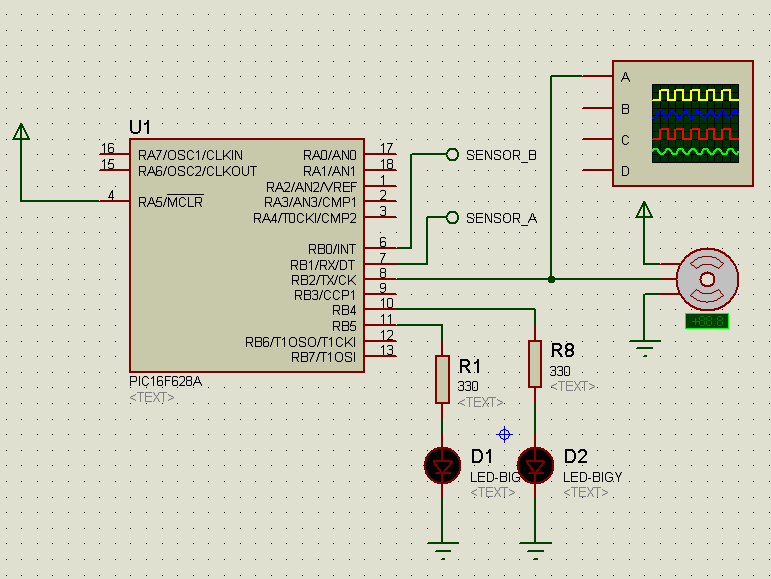 U1
16
15
4
RA7/OSC1/CLKIN
RA6/OSC2/CLKOUT
RA5/MCLR
RA0/AN0
RA1/AN1
RA2/AN2/VREF
RA3/AN3/CMP1
RA4/T0CKI/CMP2
RB0/INT
RB1/RX/DT
RB2/TX/CK
RB3/CCP1
RB4
RB5
RB6/T1OSO/T1CKI
RB7/T1OSI
17
18
1
2
3
6
7
8
9
10
11
12
13
PIC16F628A
<TEXT>
SENSOR_B
SENSOR_A
A
B
C
D
R1
330
<TEXT>
R8
330
<TEXT>
D1
LED-BIG
<TEXT>
D2
LED-BIGY
<TEXT>